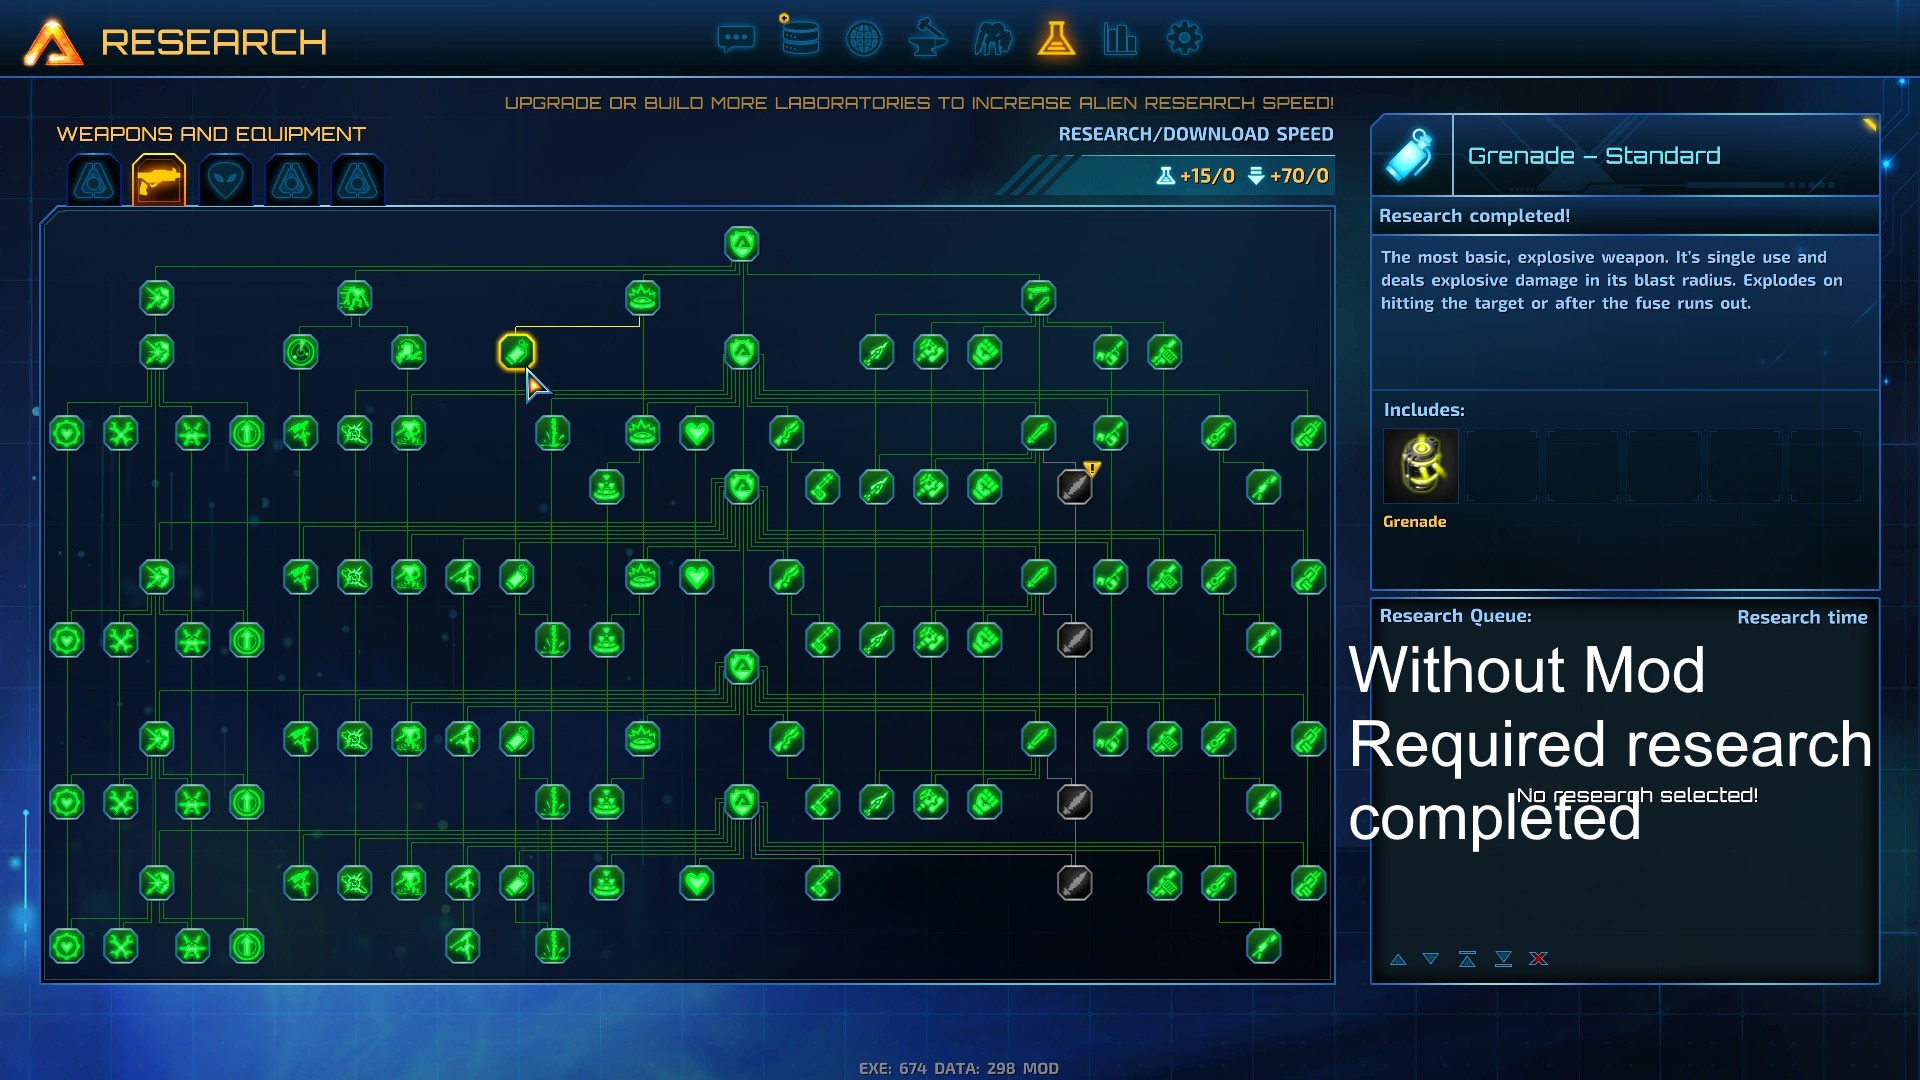 RESEARCH
UPGRADE OR BUILD MORE LABORATORIES TO INCREASE ALIEN RESEARCH SPEED!
WEAPONS AND EQUIPMENT
RESEARCH/DOWNLOAD SPEED
+15/0 +70/0
Grenade – Standard
Research completed!
The most basic, explosive weapon. It's single use and
deals explosive damage in its blast radius. Explodes on
hitting the target or after the fuse runs out.
Includes:
Grenade
Research Queue: Research time
Without Mod
Required research
completed
No research selected!
EXE: 674 DATA: 298 MOD